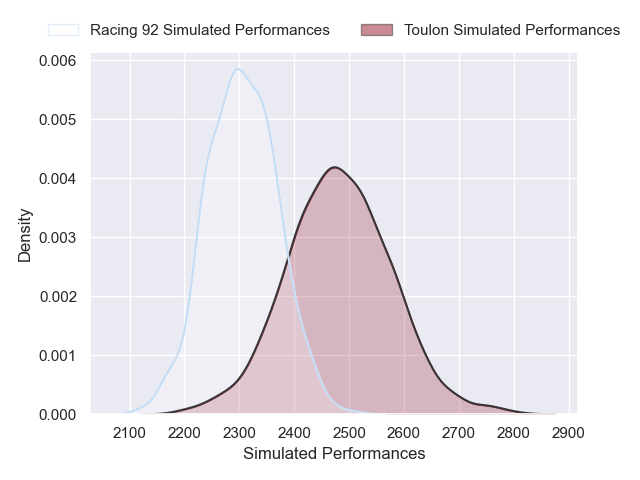 Racing 92 Simulated Performances Toulon Simulated Performances
0.006
0.005
0.004
0.003
0.002
0.001
0.000
Density
2100 2200 2300 2400 2500 2600 2700 2800 2900
Simulated Performances